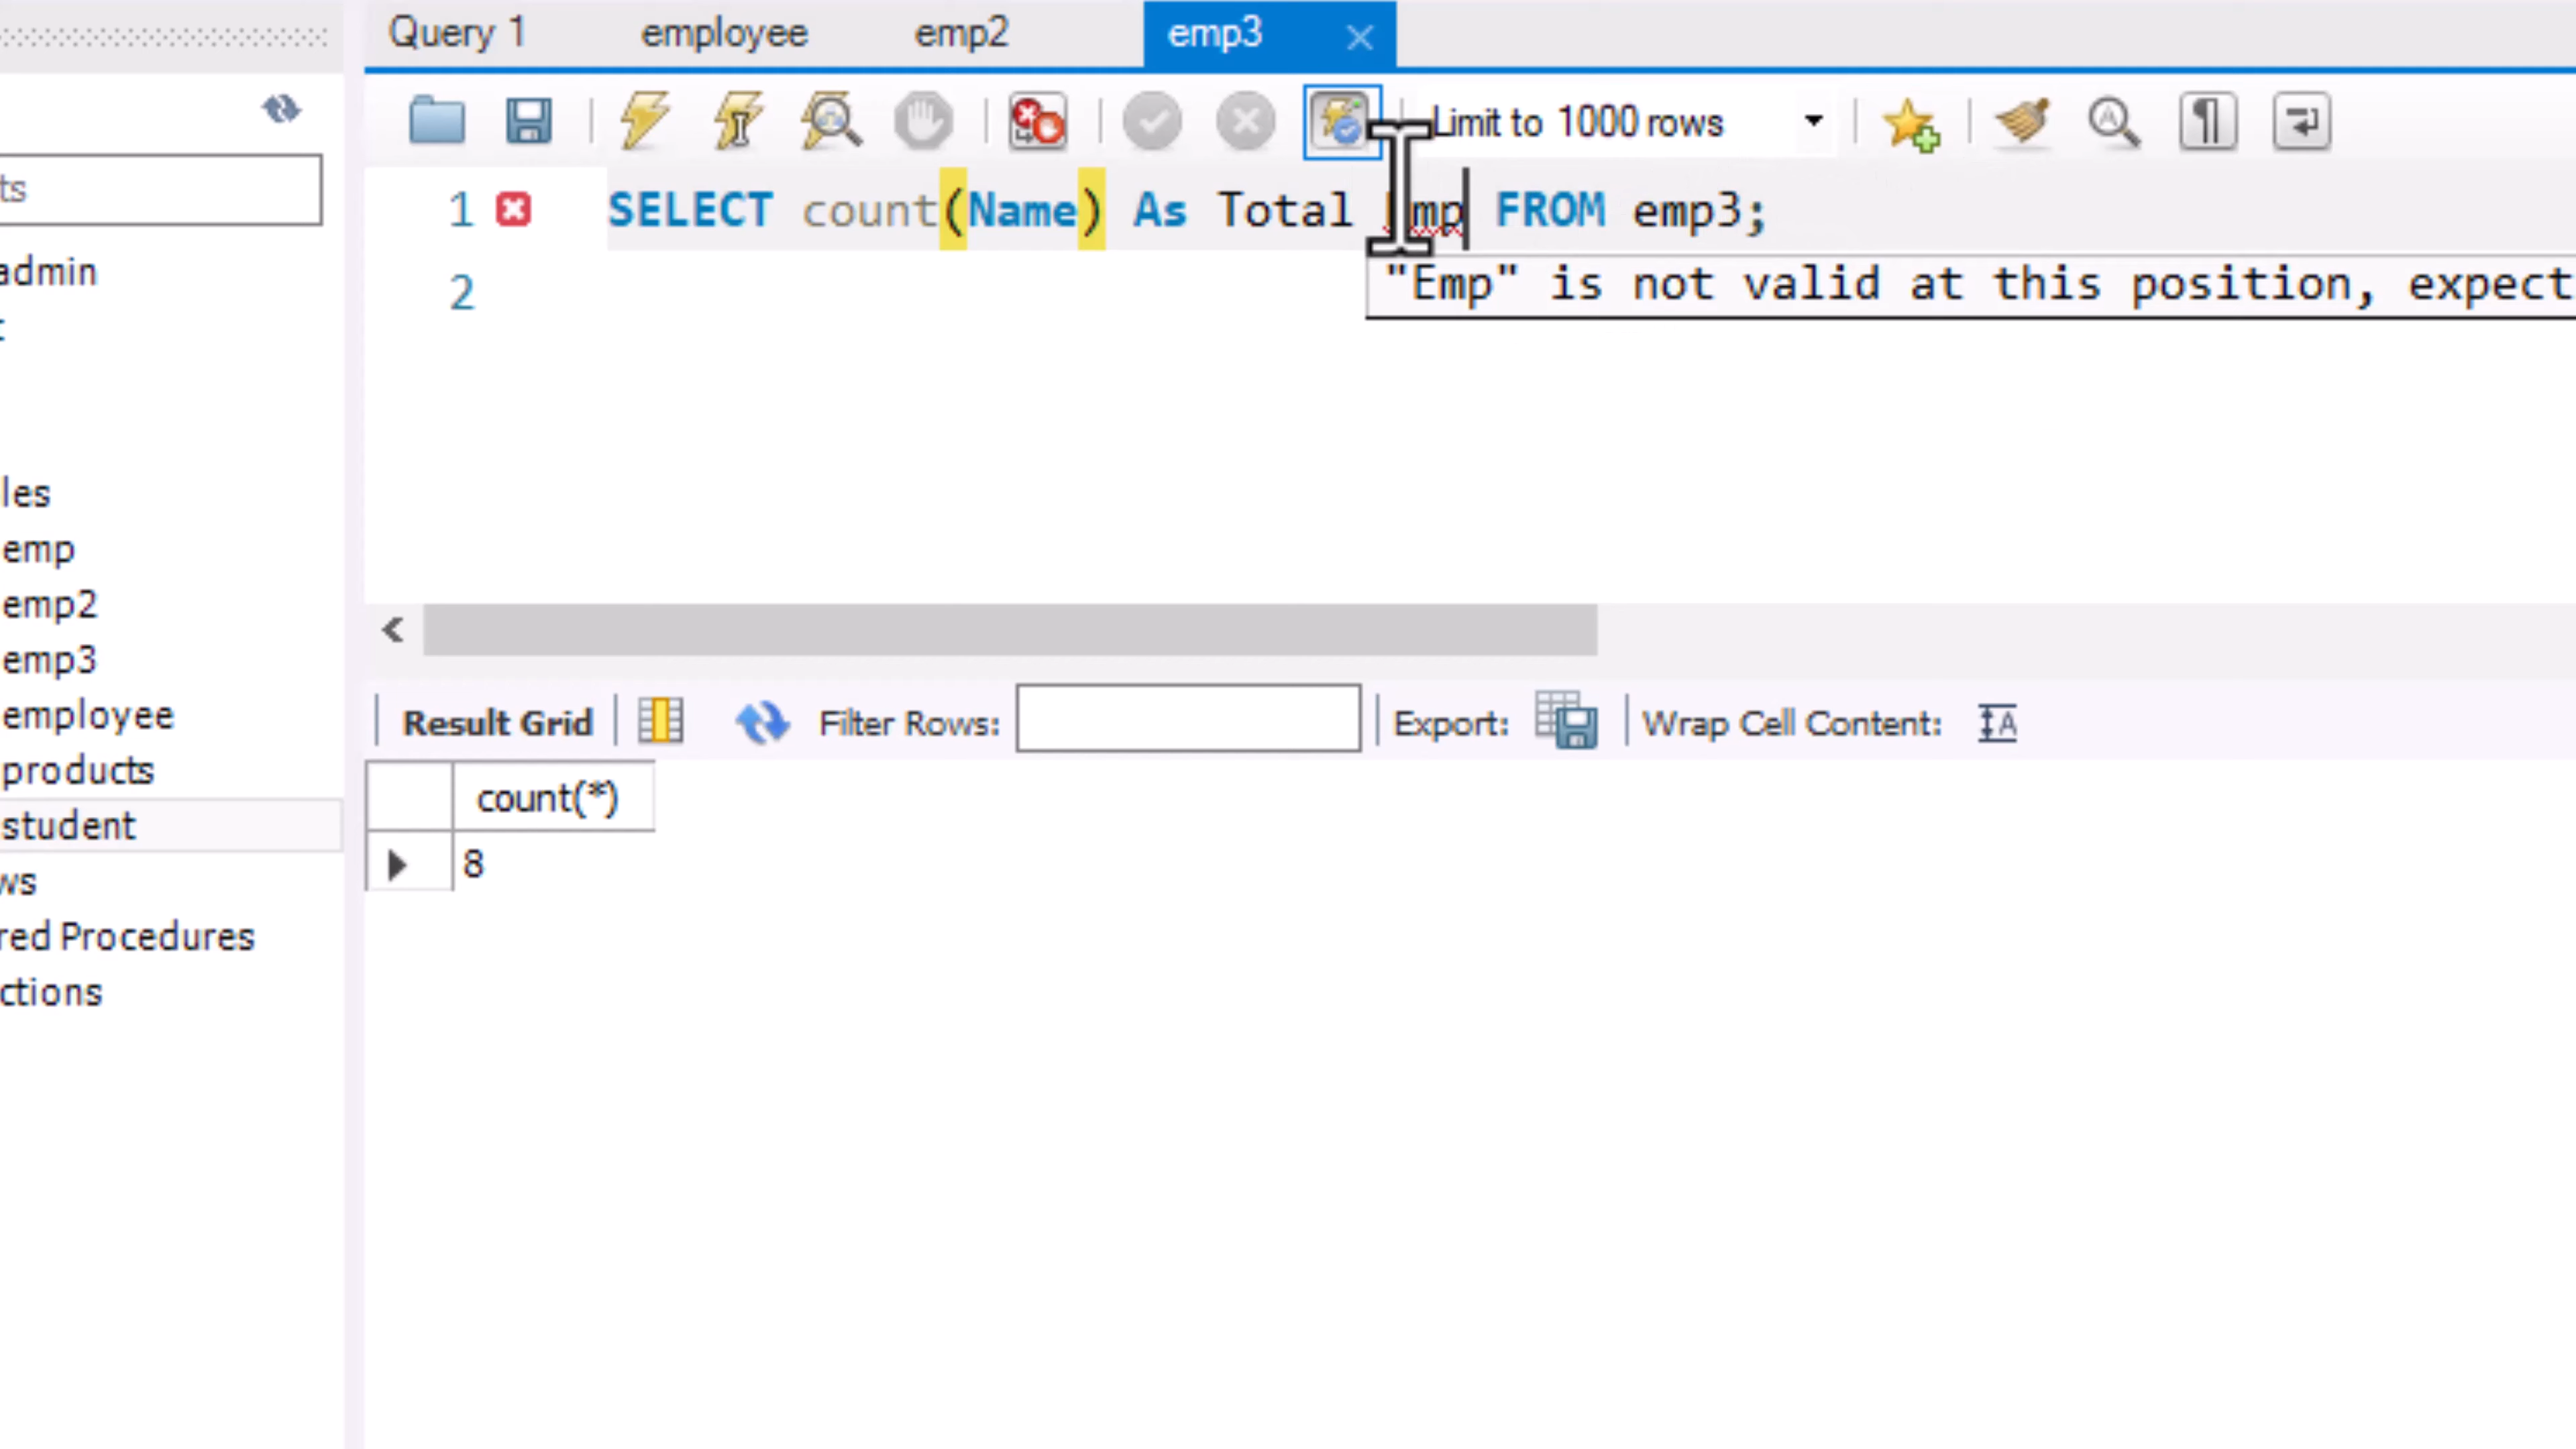 Query 1 employee emp2 emp3
Limit to 1000 rows
ts
1 SELECT count(Name) As Total Emp FROM emp3;
admin
2 "Emp" is not valid at this position, expect
les
emp
emp2
emp3
employee
products
student
ws
red Procedures
ctions
Result Grid Filter Rows: Export: Wrap Cell Content:
count(*)
8